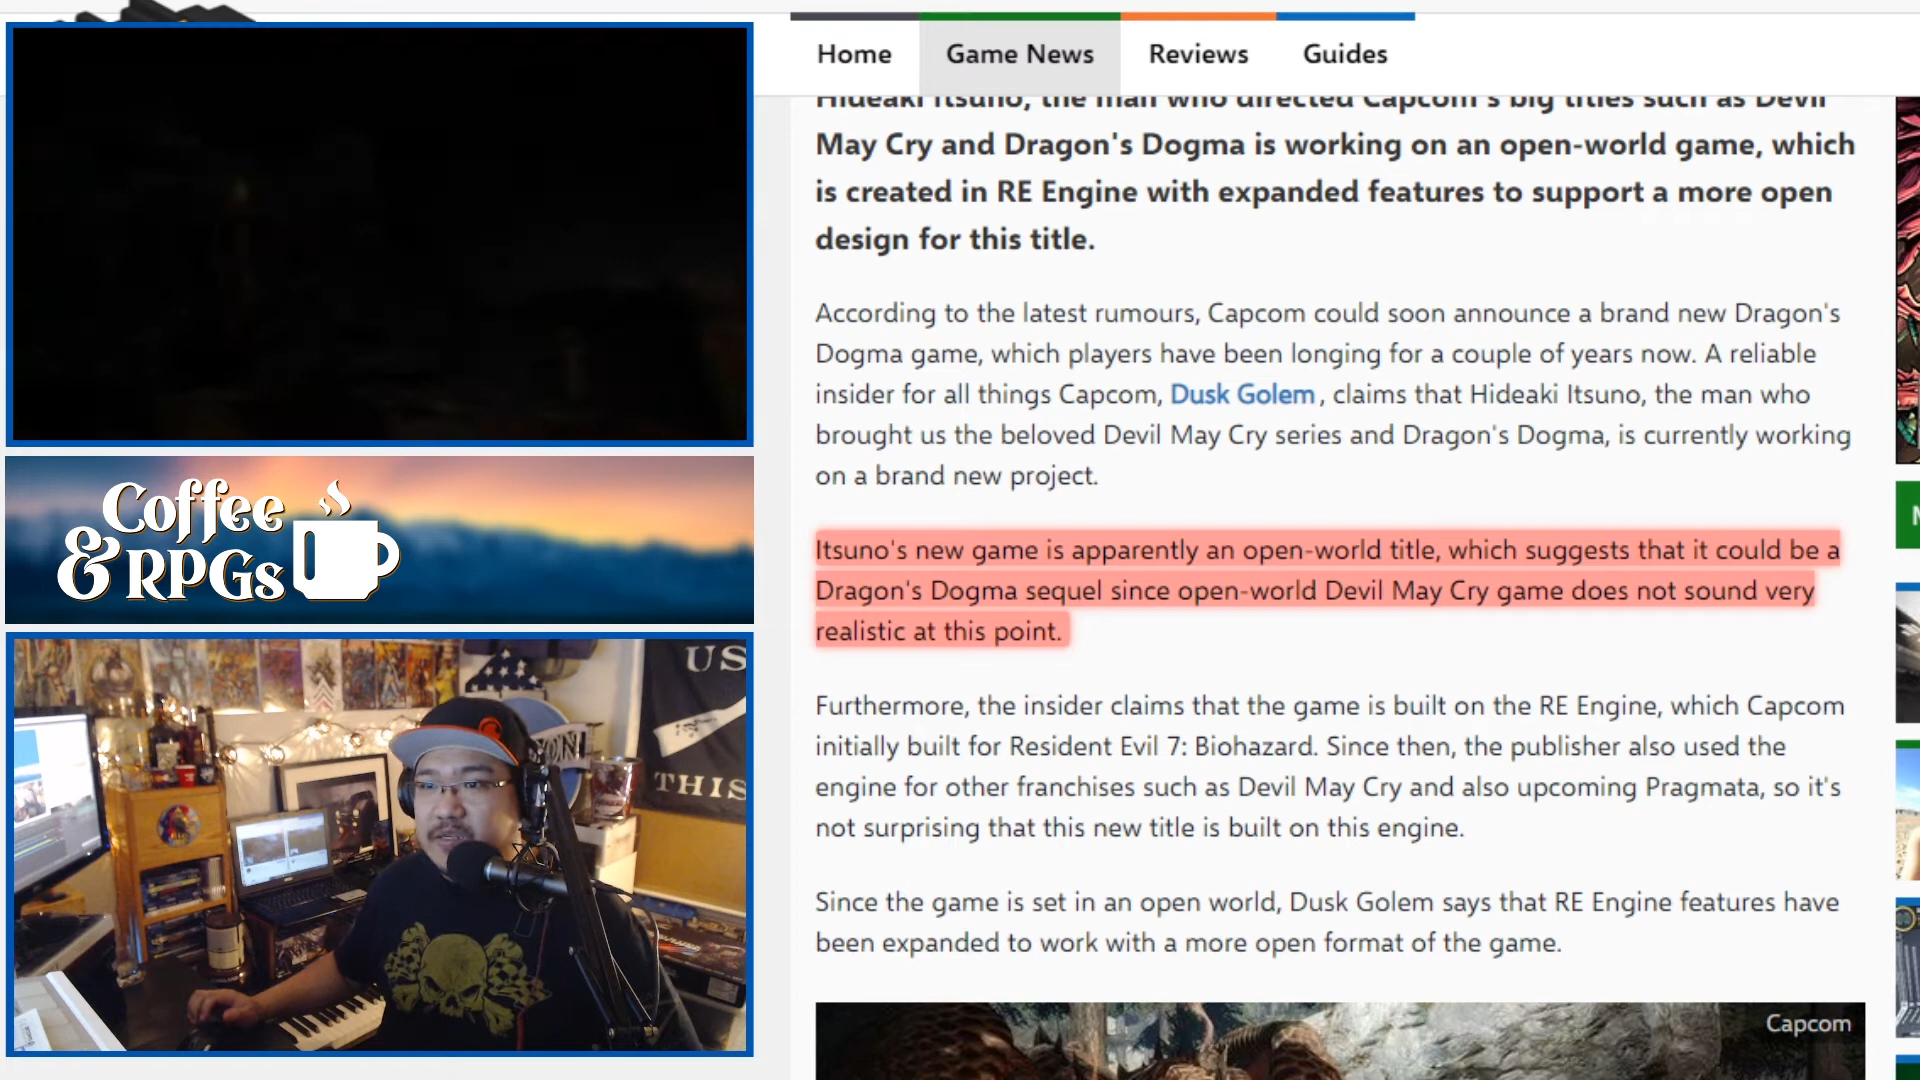 Home Game News Reviews Guides
Hideaki Itsuno, the man who directed Capcom's big titles such as Devil
May Cry and Dragon's Dogma is working on an open-world game, which
is created in RE Engine with expanded features to support a more open
design for this title.
According to the latest rumours, Capcom could soon announce a brand new Dragon's
Dogma game, which players have been longing for a couple of years now. A reliable
insider for all things Capcom, Dusk Golem , claims that Hideaki Itsuno, the man who
brought us the beloved Devil May Cry series and Dragon's Dogma, is currently working
on a brand new project.
Itsuno's new game is apparently an open-world title, which suggests that it could be a
Dragon's Dogma sequel since open-world Devil May Cry game does not sound very
realistic at this point.
Furthermore, the insider claims that the game is built on the RE Engine, which Capcom
initially built for Resident Evil 7: Biohazard. Since then, the publisher also used the
engine for other franchises such as Devil May Cry and also upcoming Pragmata, so it's
not surprising that this new title is built on this engine.
Since the game is set in an open world, Dusk Golem says that RE Engine features have
been expanded to work with a more open format of the game.
Capcom
Coffee
& RPGs
US
THIS